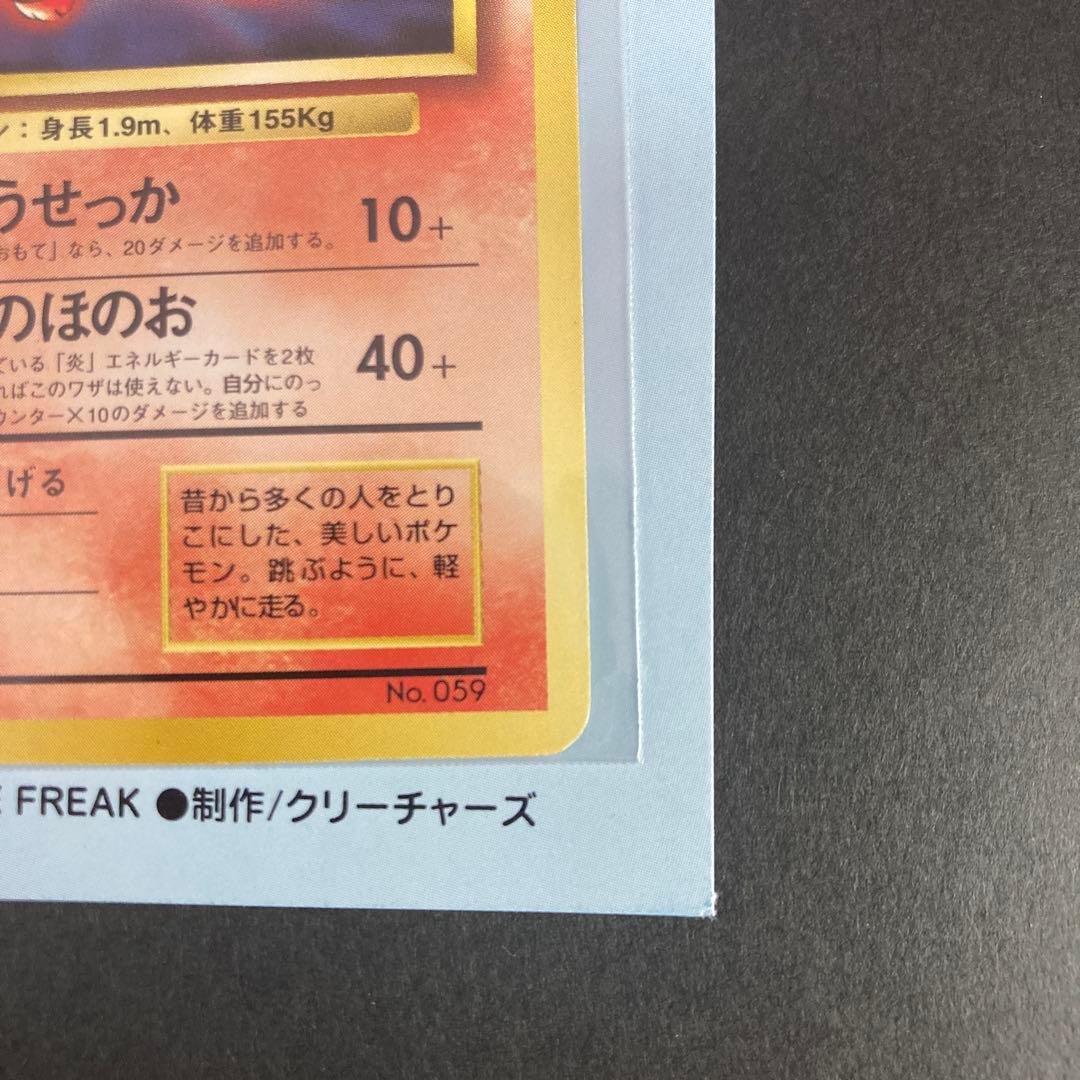 ン：身長1.9m、体重155Kg
うせっか 10+
おもて」なら、20ダメージを追加する。
のほのお
ている「炎」エネルギーカードを2枚 40+
ればこのワザは使えない。自分にのっ
ウンター×10のダメージを追加する
げる
昔から多くの人をとり
こにした、美しいポケ
モン。跳ぶように、軽
やかに走る。
No. 059
E FREAK ●制作/クリーチャーズ